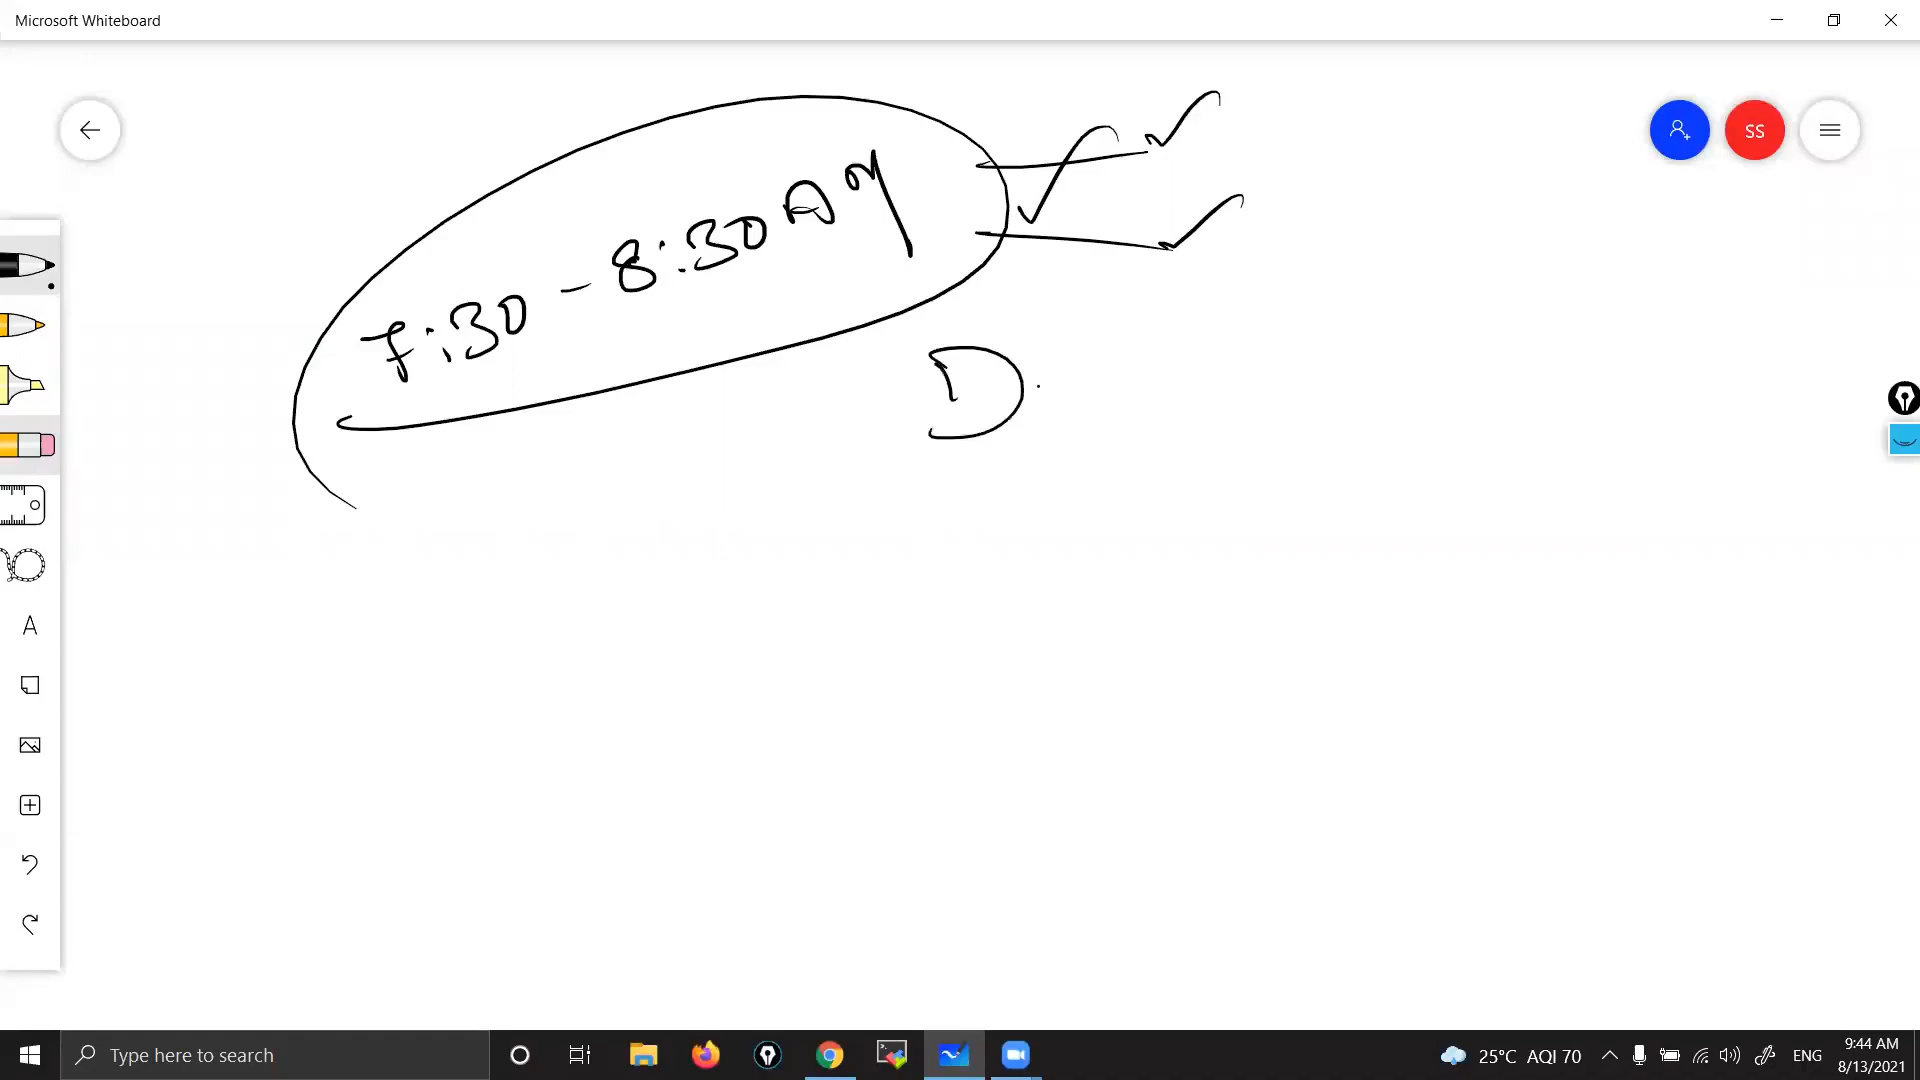 Microsoft Whiteboard
SS
7:30 - 8:30 AM
D
A
Type here to search
25°C AQI 70
ENG
9:44 AM
8/13/2021